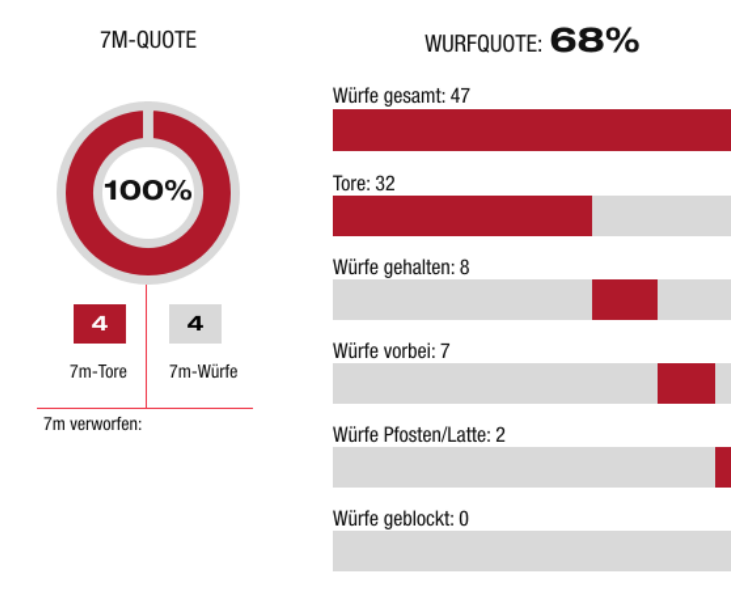 7M-QUOTE
100%
4 4
7m-Tore 7m-Würfe
7m verworfen:
WURFQUOTE: 68%
Würfe gesamt: 47
Tore: 32
Würfe gehalten: 8
Würfe vorbei: 7
Würfe Pfosten/Latte: 2
Würfe geblockt: 0